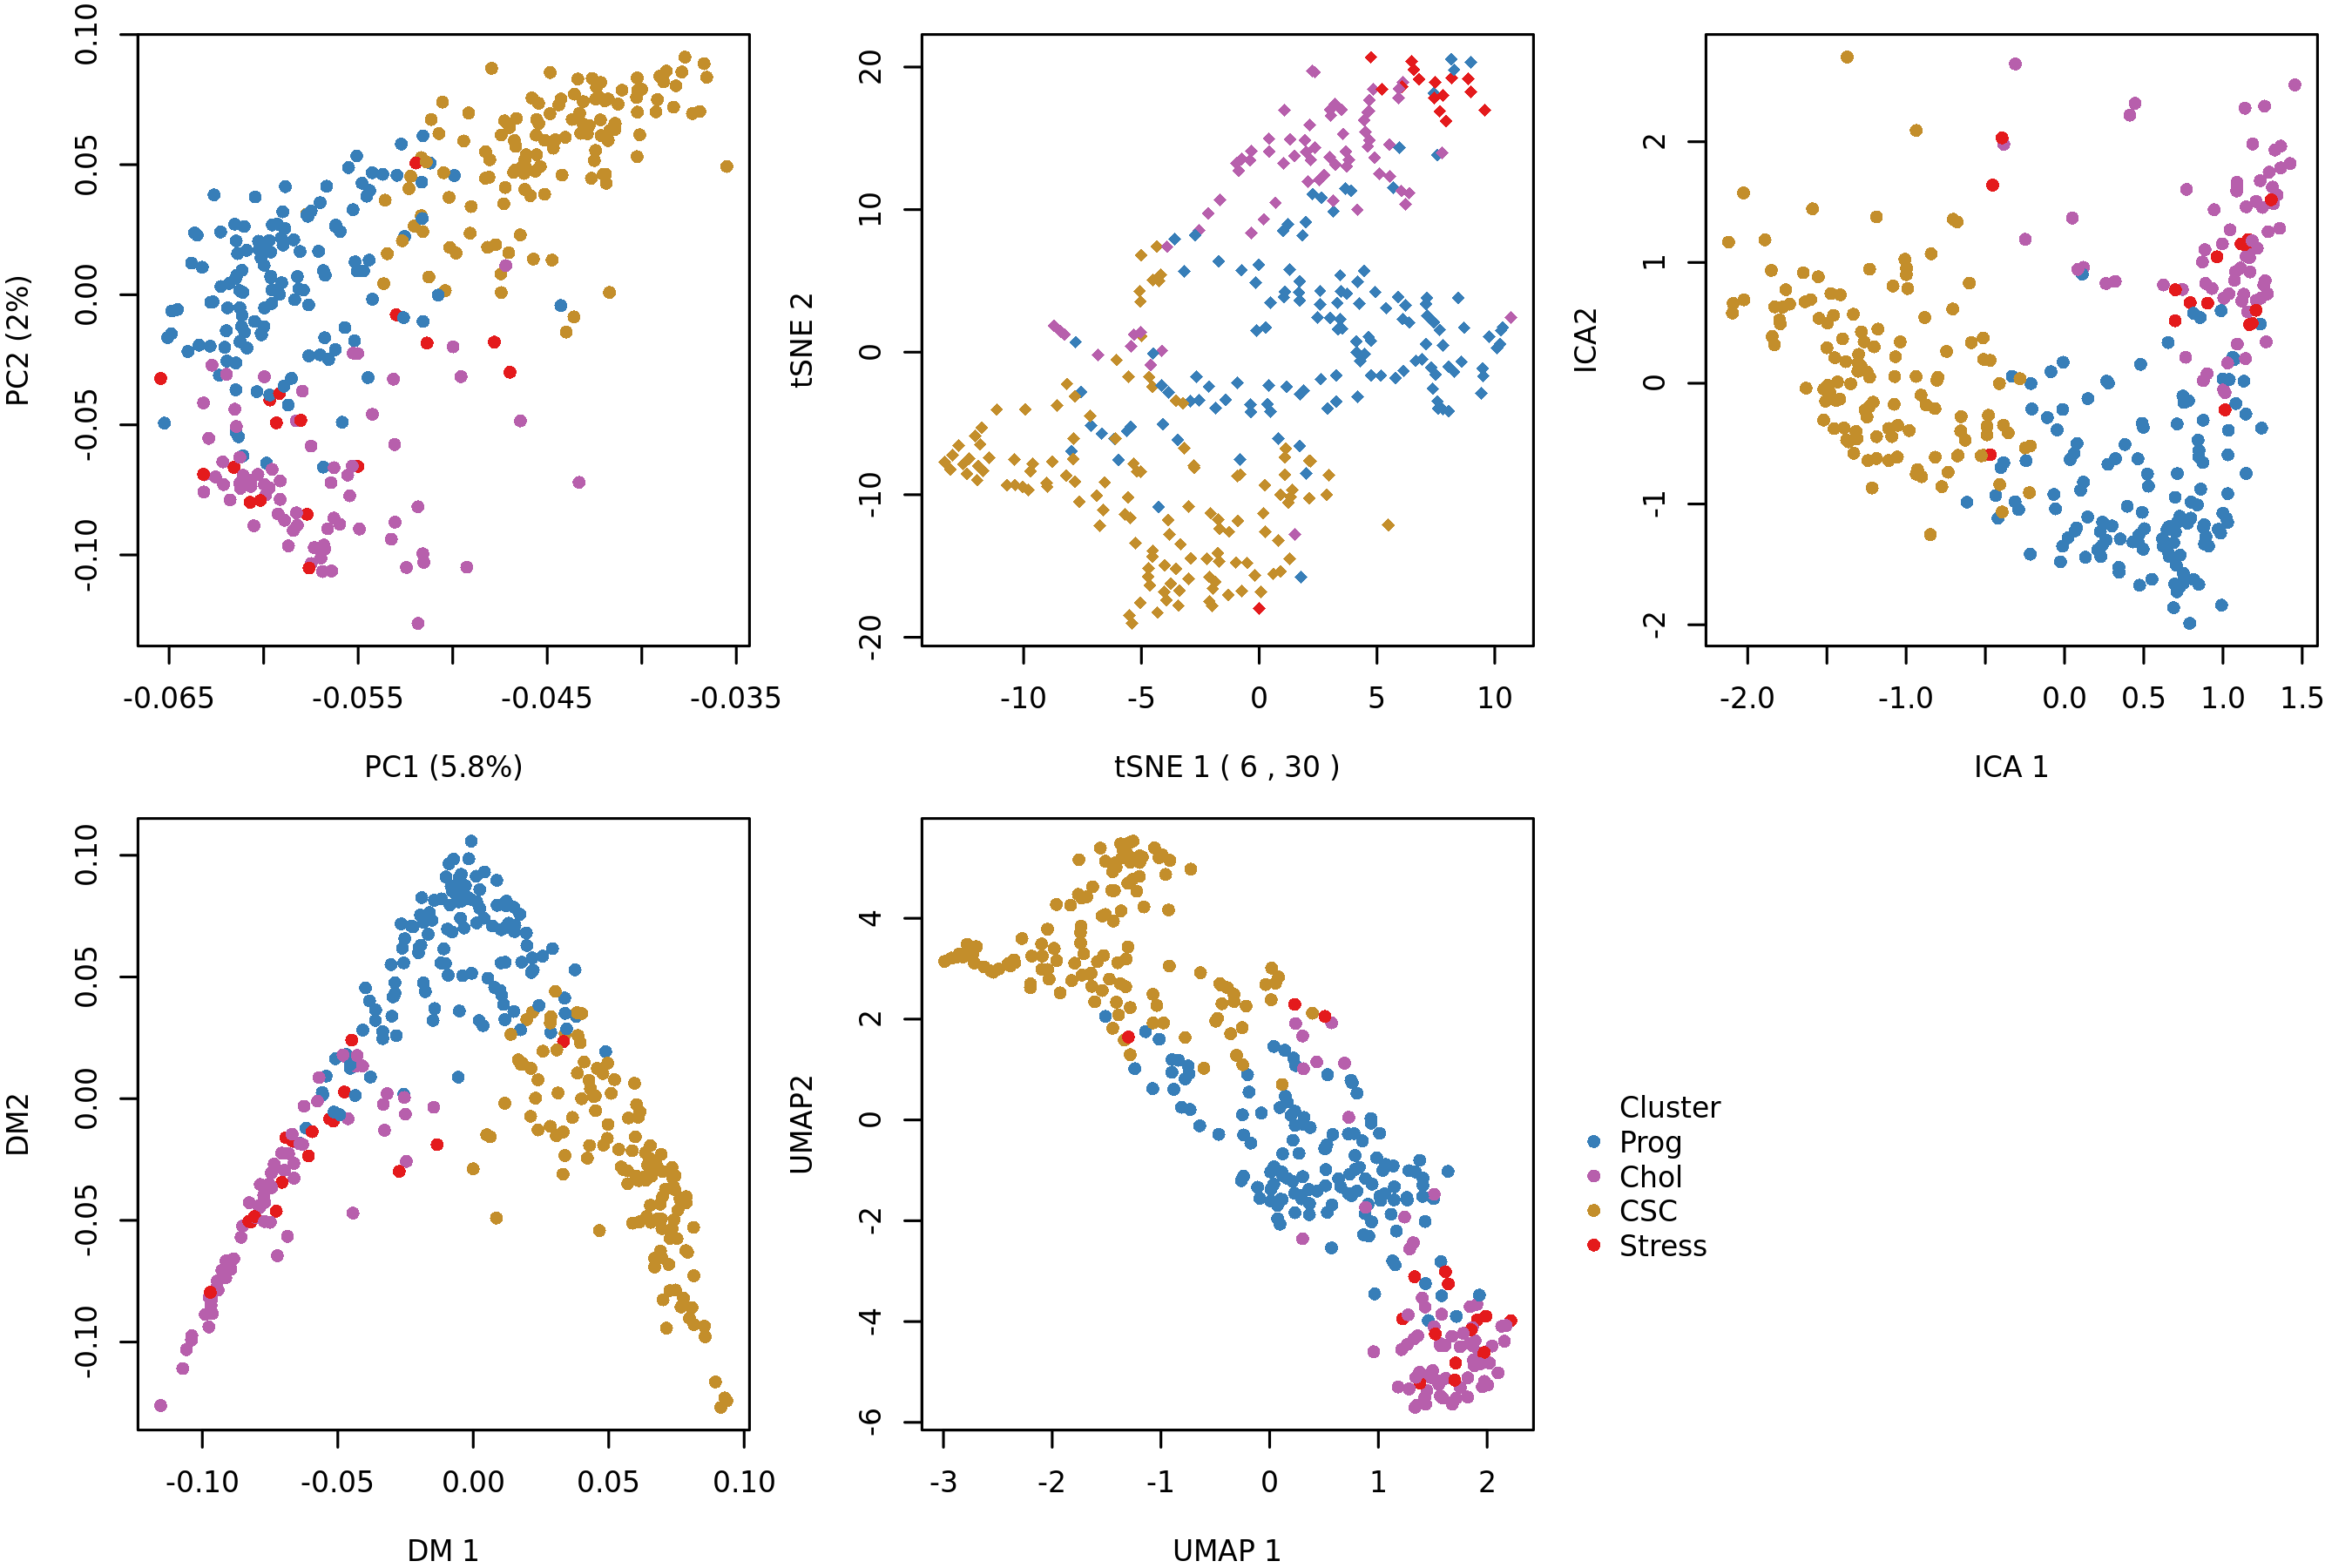 0.10
0.05
0.00
-0.05
-0.10
PC2 (2%)
-0.065 -0.055 -0.045 -0.035
PC1 (5.8%)
20
10
0
-10
-20
tSNE 2
-10 -5 0 5 10
tSNE 1 ( 6 , 30 )
2
1
0
-1
-2
ICA2
-2.0 -1.0 0.0 0.5 1.0 1.5
ICA 1
0.10
0.05
0.00
-0.05
-0.10
DM2
-0.10 -0.05 0.00 0.05 0.10
DM 1
4
2
0
-2
-4
-6
UMAP2
-3 -2 -1 0 1 2
UMAP 1
Cluster
Prog
Chol
CSC
Stress